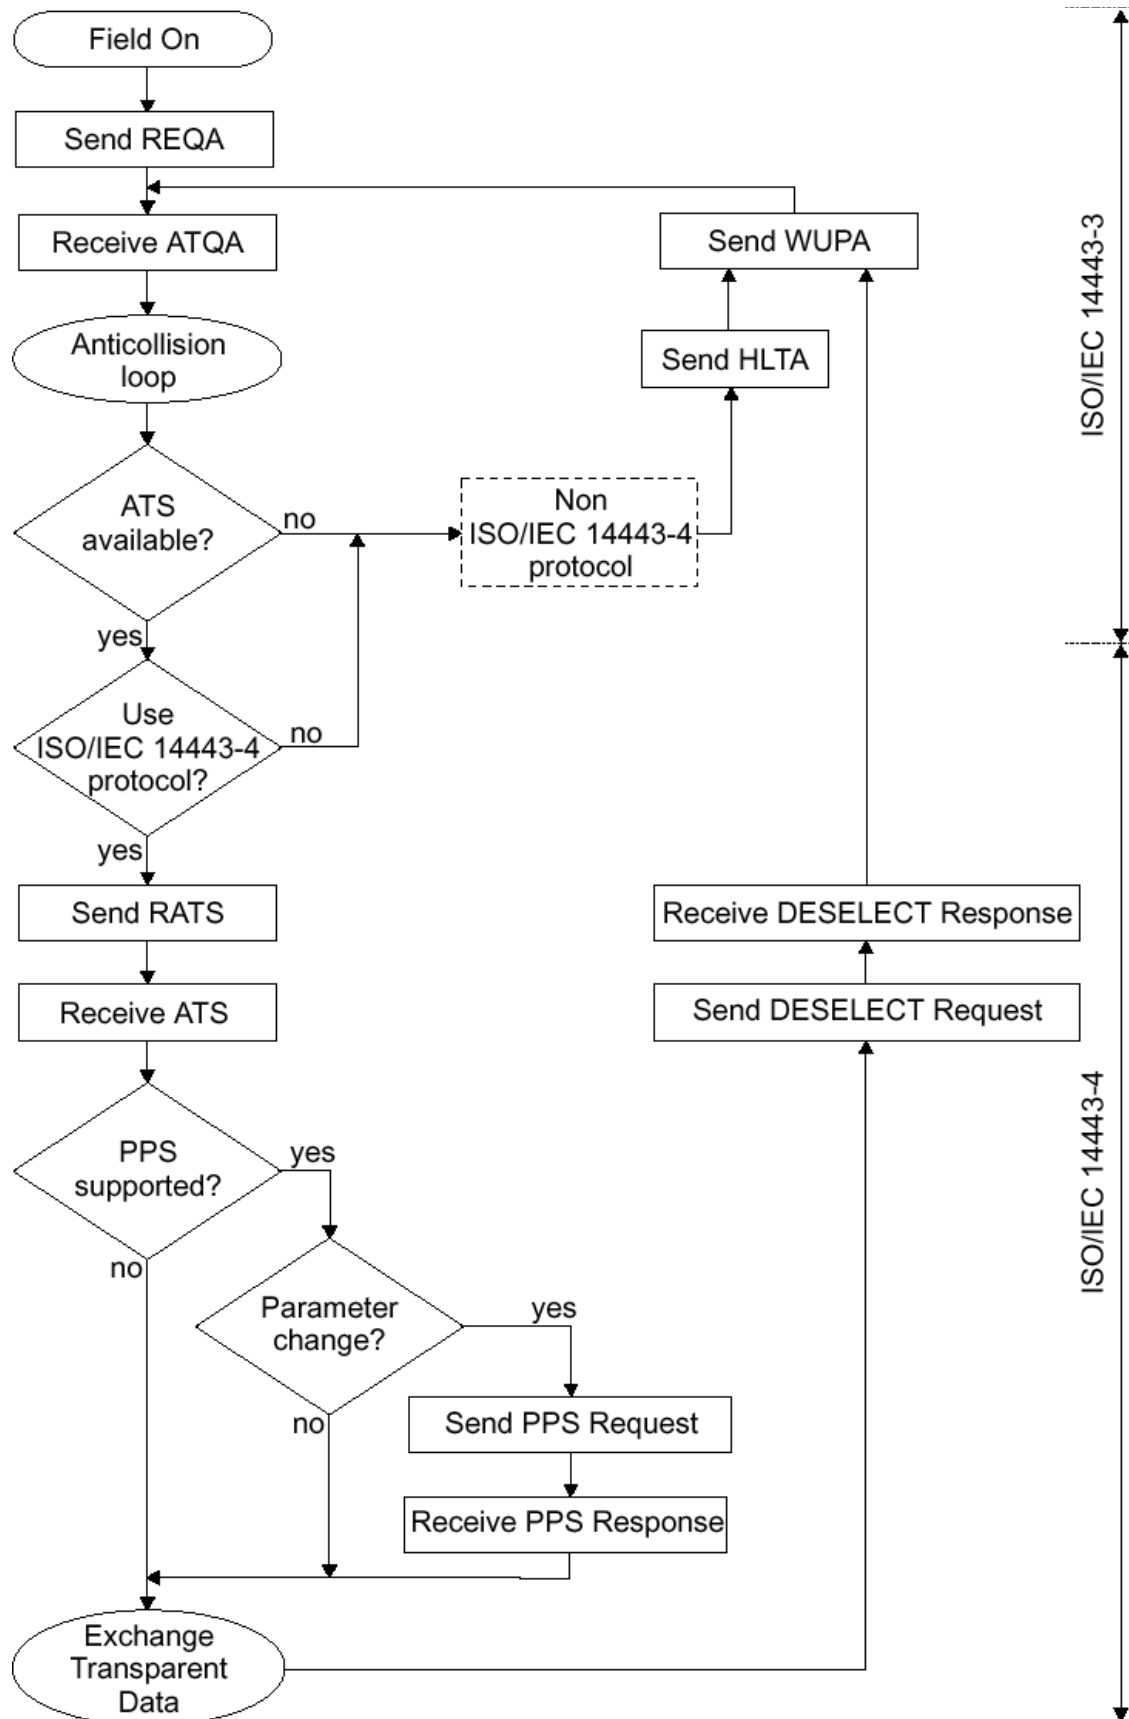 Field On
Send REQA
Receive ATQA
Send WUPA
Anticollision
loop
Send HLTA
ISO/IEC 14443-3
ATS
available?
no
Non
ISO/IEC 14443-4
protocol
yes
Use
ISO/IEC 14443-4
protocol?
no
yes
Send RATS
Receive DESELECT Response
Receive ATS
Send DESELECT Request
ISO/IEC 14443-4
PPS
supported?
yes
no
Parameter
change?
yes
no
Send PPS Request
Receive PPS Response
Exchange
Transparent
Data